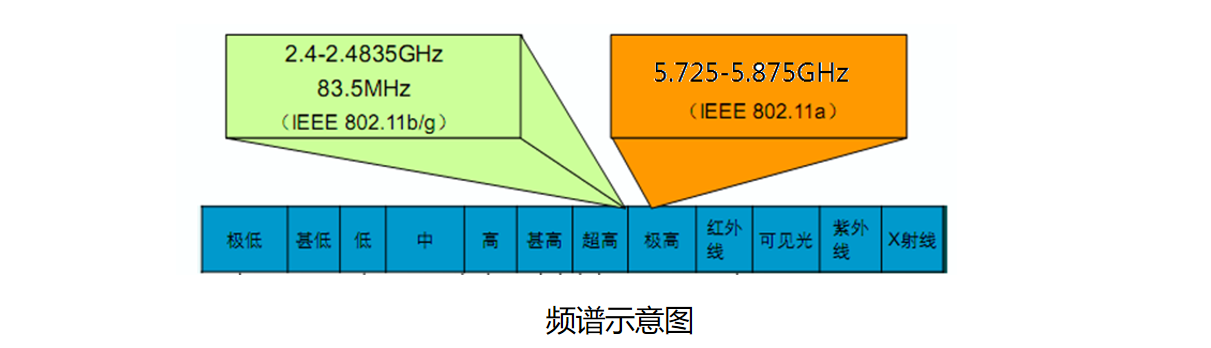 2.4-2.4835GHz
83.5MHz
（IEEE 802.11b/g）
5.725-5.875GHz
（IEEE 802.11a）
极低
甚低
低
中
高
甚高
超高
极高
红外
线
可见光
紫外
线
X射线
频谱示意图